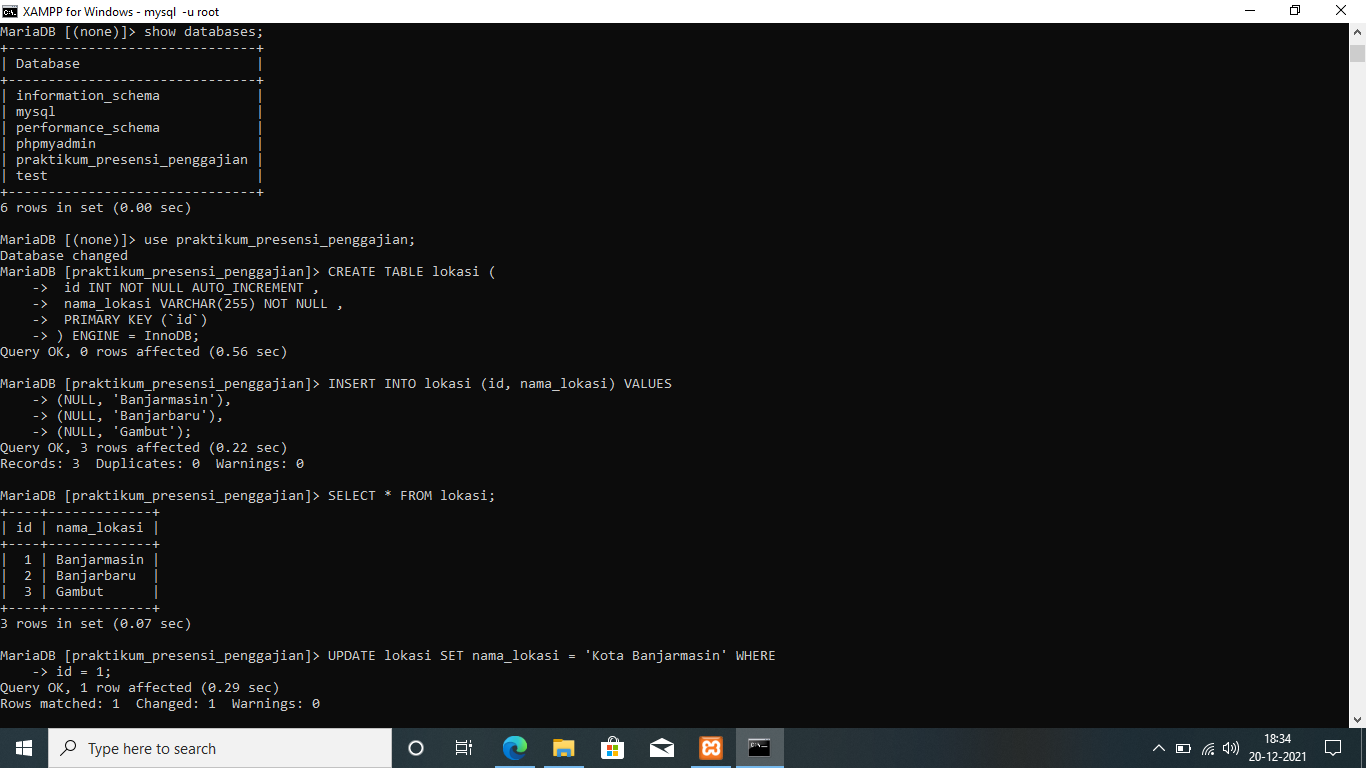 XAMPP for Windows - mysql  -u root
MariaDB [(none)]> show databases;
+-------------------------------+
| Database                      |
+-------------------------------+
| information_schema            |
| mysql                         |
| performance_schema            |
| phpmyadmin                    |
| praktikum_presensi_penggajian |
| test                          |
+-------------------------------+
6 rows in set (0.00 sec)

MariaDB [(none)]> use praktikum_presensi_penggajian;
Database changed
MariaDB [praktikum_presensi_penggajian]> CREATE TABLE lokasi (
    ->  id INT NOT NULL AUTO_INCREMENT ,
    ->  nama_lokasi VARCHAR(255) NOT NULL ,
    ->  PRIMARY KEY (`id`)
    -> ) ENGINE = InnoDB;
Query OK, 0 rows affected (0.56 sec)

MariaDB [praktikum_presensi_penggajian]> INSERT INTO lokasi (id, nama_lokasi) VALUES
    -> (NULL, 'Banjarmasin'),
    -> (NULL, 'Banjarbaru'),
    -> (NULL, 'Gambut');
Query OK, 3 rows affected (0.22 sec)
Records: 3  Duplicates: 0  Warnings: 0

MariaDB [praktikum_presensi_penggajian]> SELECT * FROM lokasi;
+----+-------------+
| id | nama_lokasi |
+----+-------------+
|  1 | Banjarmasin |
|  2 | Banjarbaru  |
|  3 | Gambut      |
+----+-------------+
3 rows in set (0.07 sec)

MariaDB [praktikum_presensi_penggajian]> UPDATE lokasi SET nama_lokasi = 'Kota Banjarmasin' WHERE
    -> id = 1;
Query OK, 1 row affected (0.29 sec)
Rows matched: 1  Changed: 1  Warnings: 0
Type here to search
18:34
20-12-2021